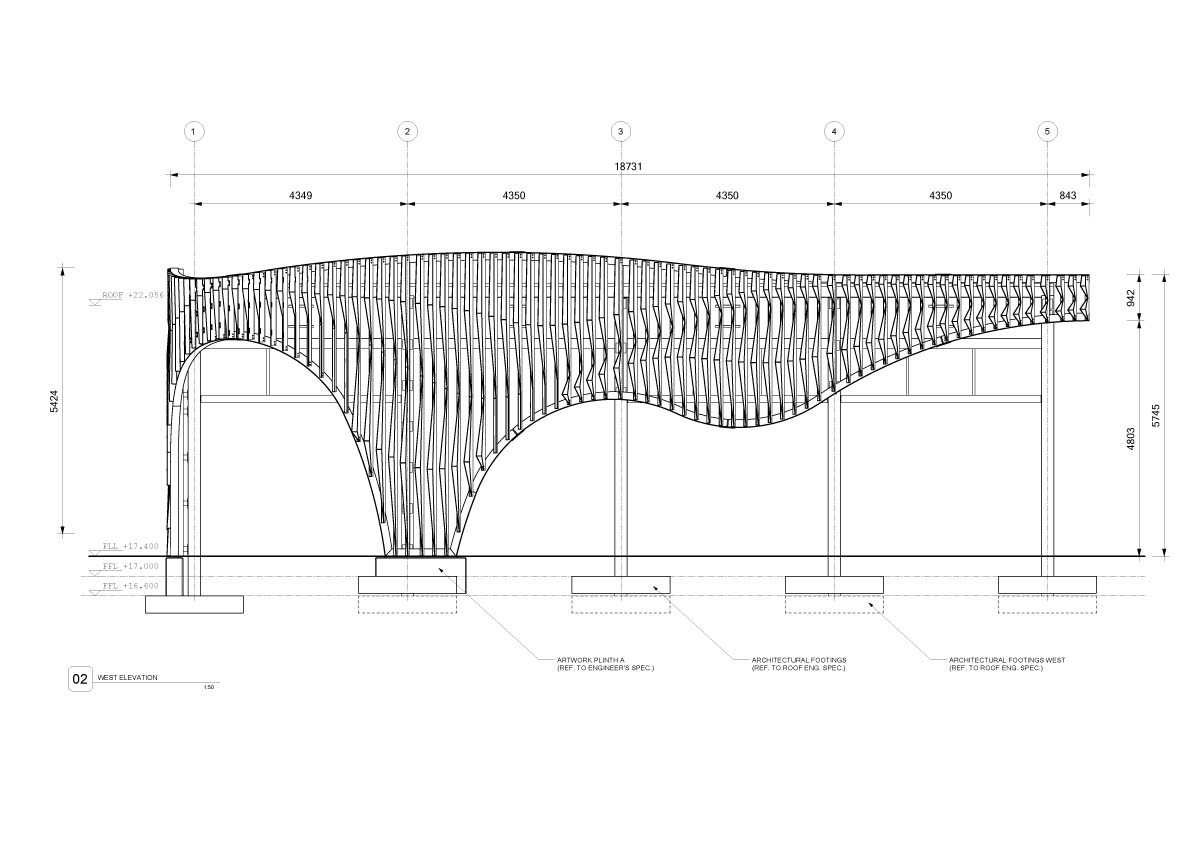 1
2
3
4
5
18731
4349
4350
4350
4350
843
ROOF +22.056
5424
942
4803
5745
FLL +17.400
FFL +17.000
FFL +16.600
ARTWORK PLINTH A
(REF. TO ENGINEER'S SPEC.)
ARCHITECTURAL FOOTINGS
(REF. TO ROOF ENG. SPEC.)
ARCHITECTURAL FOOTINGS WEST
(REF. TO ROOF ENG. SPEC.)
02
WEST ELEVATION
1:50